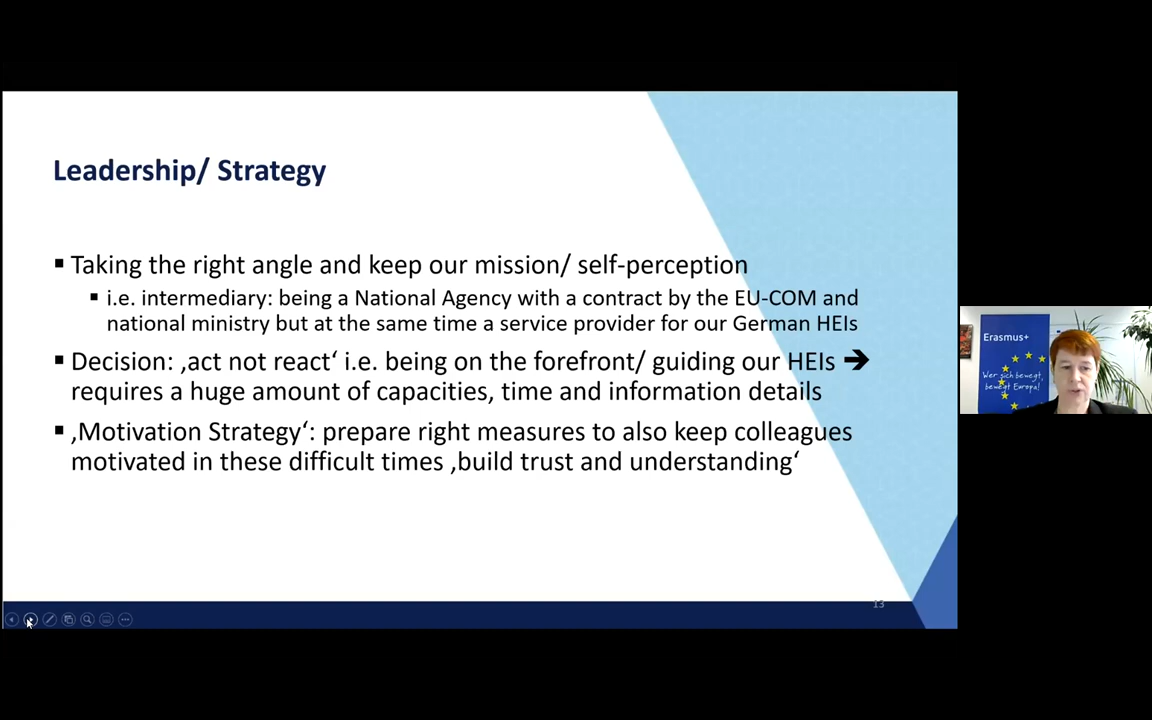 Leadership/ Strategy
▪ Taking the right angle and keep our mission/ self-perception
▪ i.e. intermediary: being a National Agency with a contract by the EU-COM and
national ministry but at the same time a service provider for our German HEIs
▪ Decision: ‚act not react‘ i.e. being on the forefront/ guiding our HEIs ➔
requires a huge amount of capacities, time and information details
▪ ‚Motivation Strategy‘: prepare right measures to also keep colleagues
motivated in these difficult times ‚build trust and understanding‘
13
Erasmus+
Wer sich bewegt,
bewegt Europa!